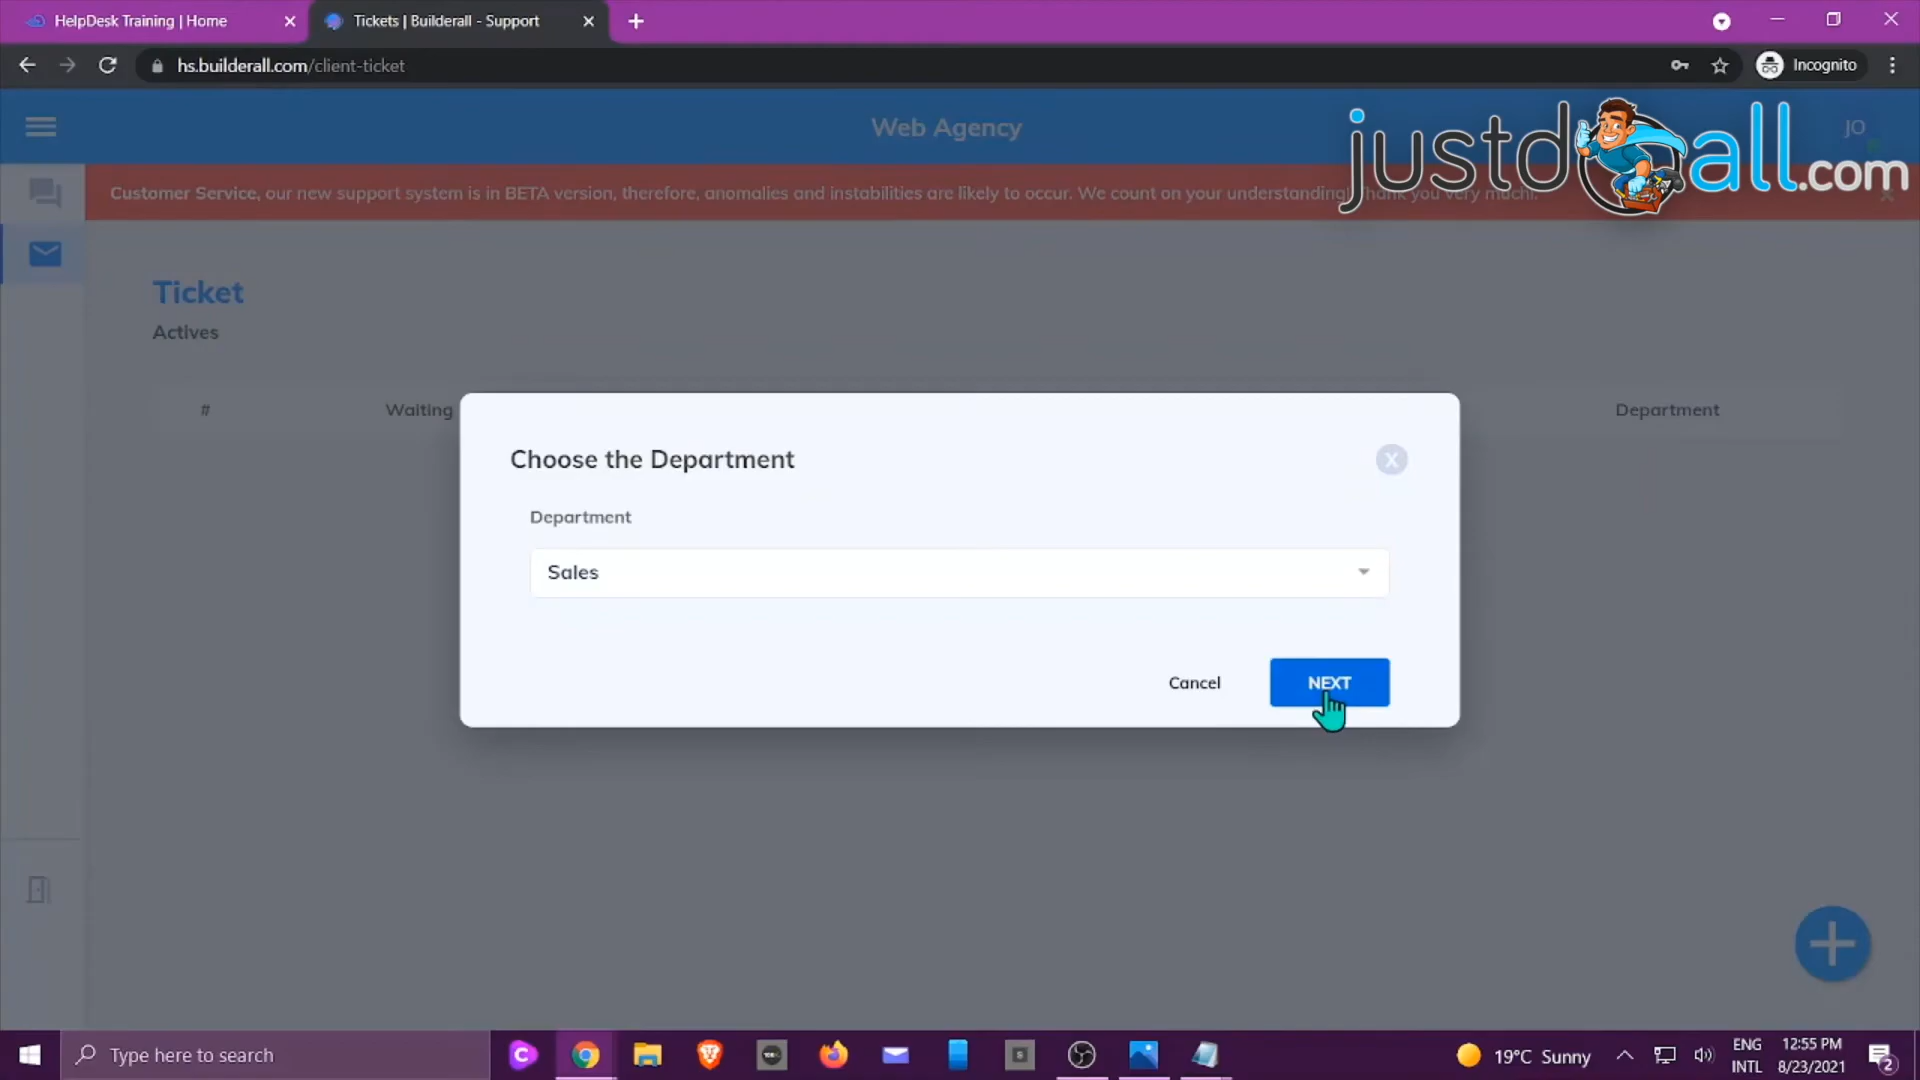 HelpDesk Training | Home
Tickets | Builderall - Support
hs.builderall.com/client-ticket
Incognito
Web Agency
JO
justdoall.com
Customer Service, our new support system is in BETA version, therefore, anomalies and instabilities are likely to occur. We count on your understanding! Thank you very much!
Ticket
Actives
#
Waiting
Department
Choose the Department
X
Department
Sales
Cancel
NEXT
Type here to search
19°C Sunny
ENG
INTL
12:55 PM
8/23/2021
2